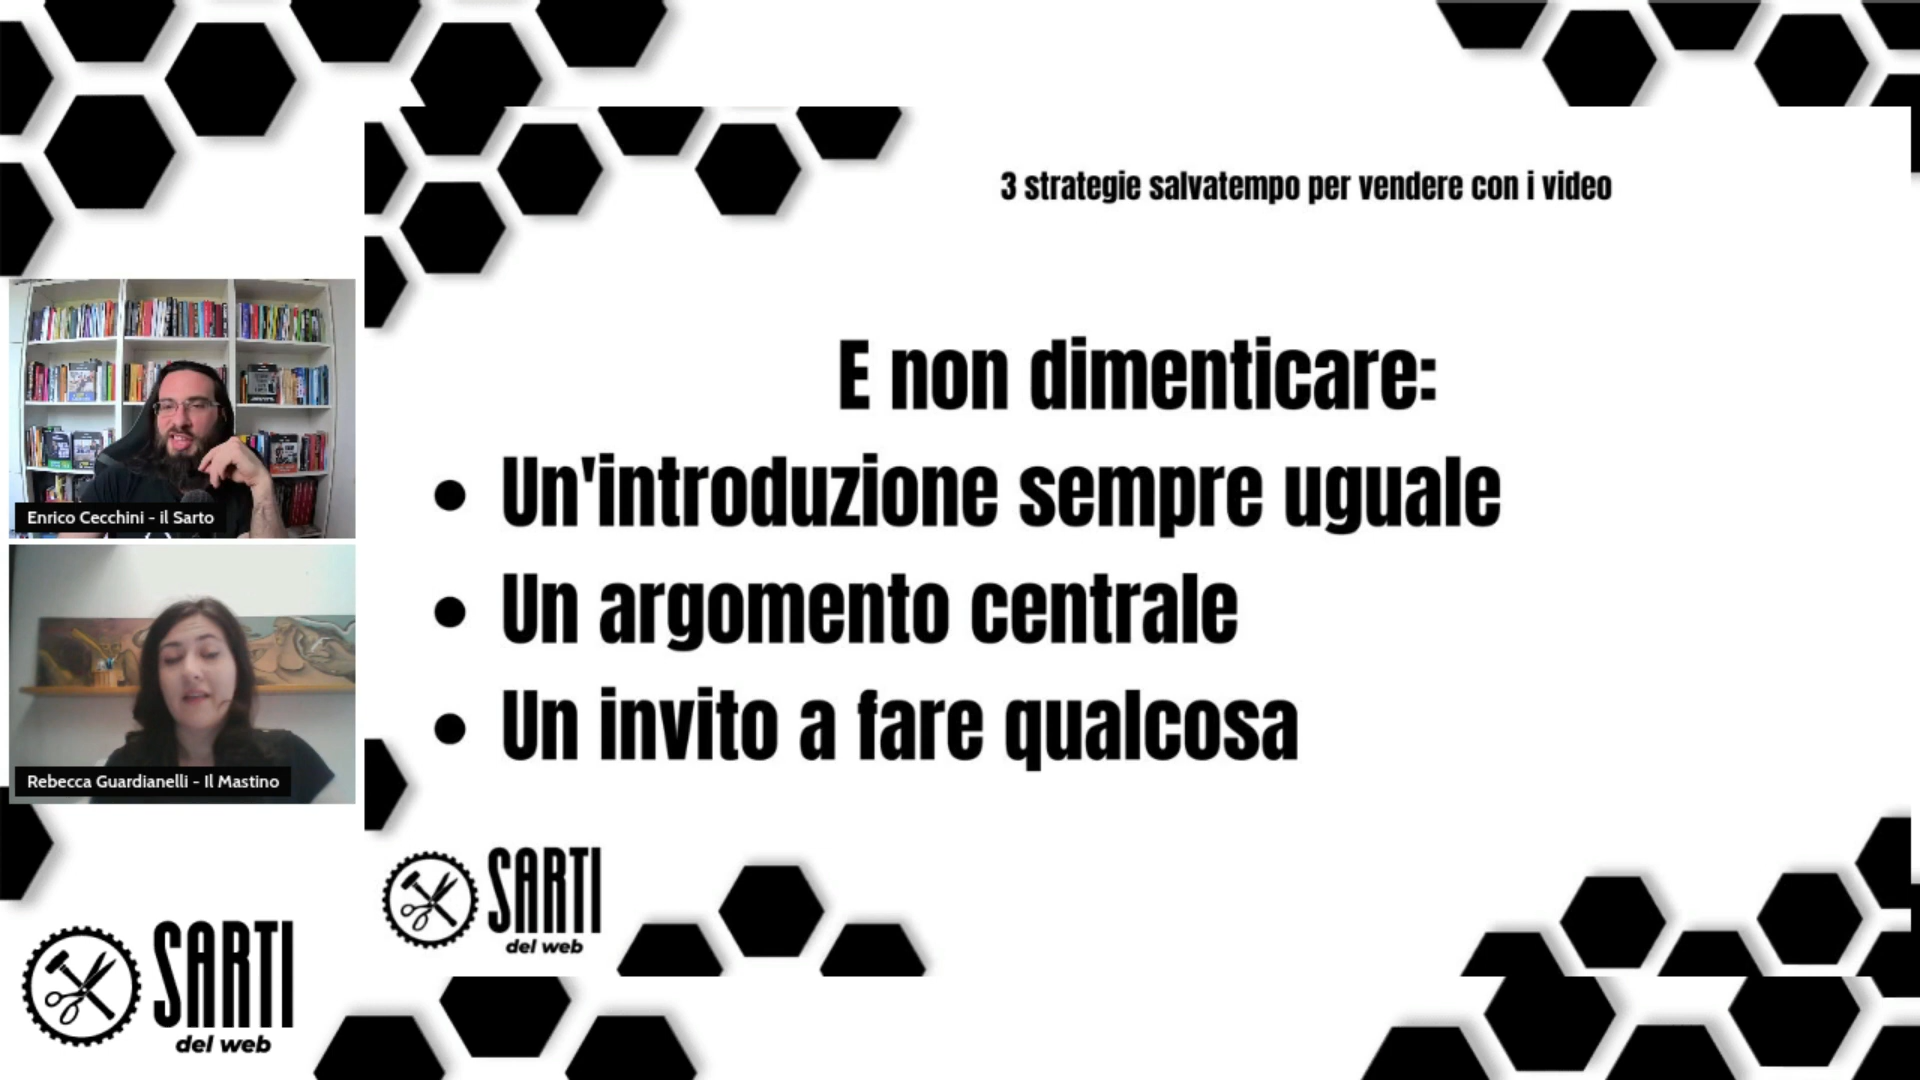 3 strategie salvatempo per vendere con i video
E non dimenticare:
Un'introduzione sempre uguale
Un argomento centrale
Un invito a fare qualcosa
Enrico Cecchini - il Sarto
Rebecca Guardianelli - Il Mastino
SARTI
del web
SARTI
del web